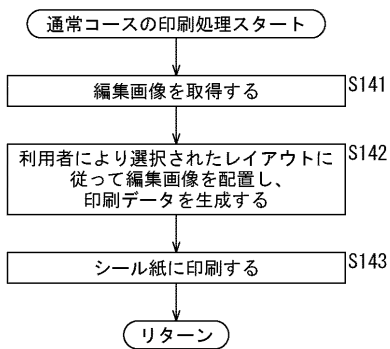 通常コースの印刷処理スタート
編集画像を取得する
S141
利用者により選択されたレイアウトに
従って編集画像を配置し、
印刷データを生成する
S142
シール紙に印刷する
S143
リターン